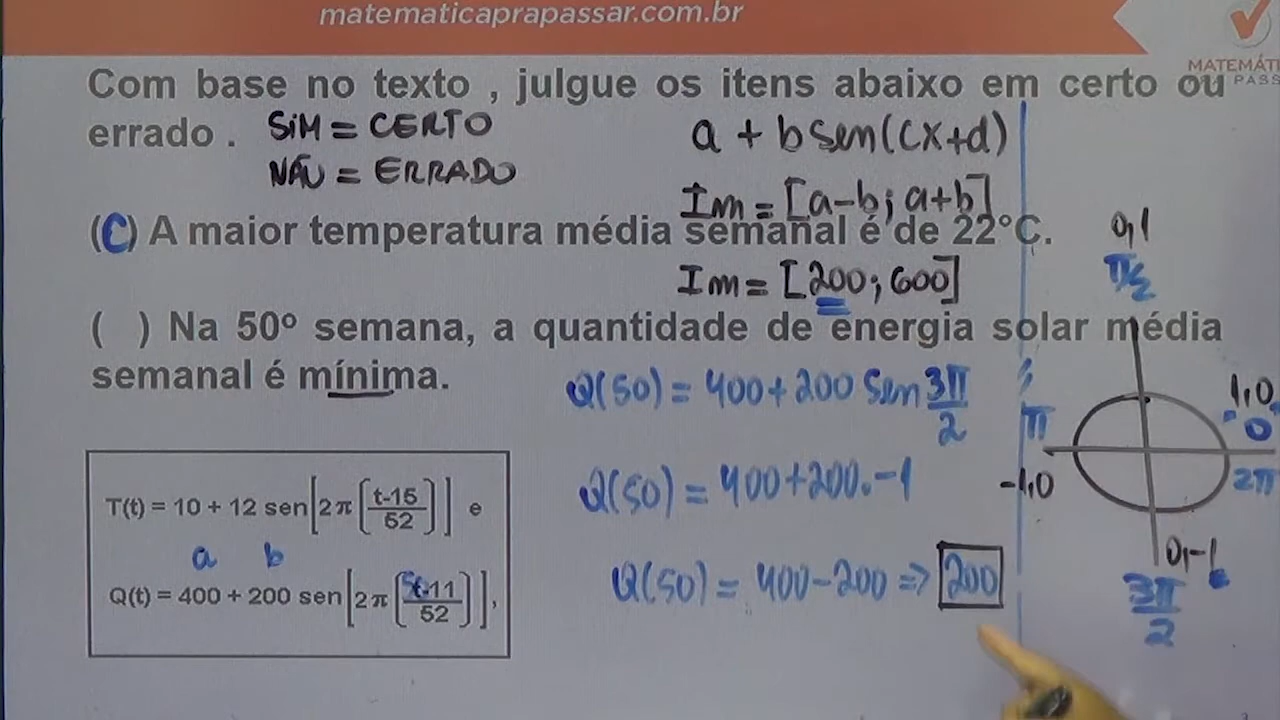 matematicaprapassar.com.br
MATEMÁTI
PASS
Com base no texto , julgue os itens abaixo em certo ou
errado .
SIM = CERTO
NÃO = ERRADO
a + b sen(cx+d)
Im = [a-b; a+b]
(C) A maior temperatura média semanal é de 22°C.
Im = [200; 600]
( ) Na 50º semana, a quantidade de energia solar média
semanal é mínima.
Q(50) = 400 + 200 Sen 3π/2
Q(50) = 400 + 200.-1
Q(50) = 400 - 200 => 200
T(t) = 10 + 12 sen[2π[t-15/52]] e
a b
Q(t) = 400 + 200 sen[2π[t-11/52]],
0,1
π/2
1,0
0
π
2π
-1,0
0,-1
3π/2